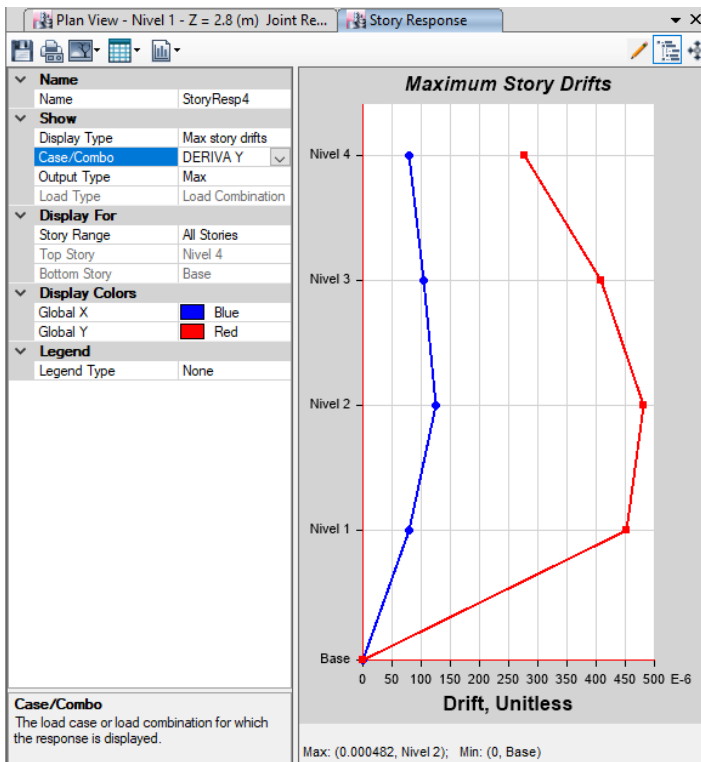 Plan View - Nivel 1 - Z = 2.8 (m) Joint Re...
Story Response
Name
Name StoryResp4
Show
Display Type Max story drifts
Case/Combo DERIVA Y
Output Type Max
Load Type Load Combination
Display For
Story Range All Stories
Top Story Nivel 4
Bottom Story Base
Display Colors
Global X Blue
Global Y Red
Legend
Legend Type None
Case/Combo
The load case or load combination for which
the response is displayed.
Maximum Story Drifts
Nivel 4
Nivel 3
Nivel 2
Nivel 1
Base
0 50 100 150 200 250 300 350 400 450 500 E-6
Drift, Unitless
Max: (0.000482, Nivel 2); Min: (0, Base)